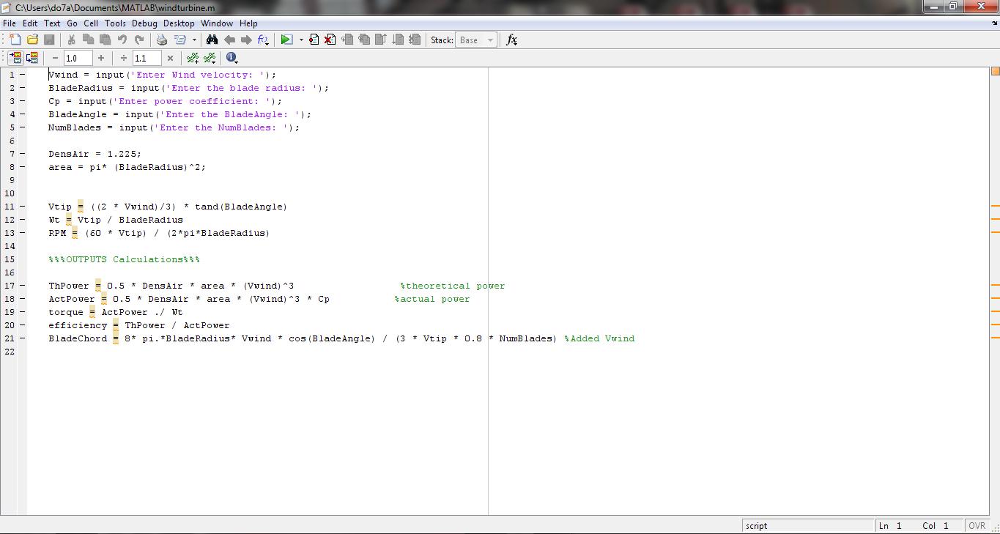 C:\Users\do7a\Documents\MATLAB\windturbine.m
File Edit Text Go Cell Tools Debug Desktop Window Help
Stack: Base fx
− 1.0 + ÷ 1.1 ×
1 Vwind = input('Enter Wind velocity: ');
2 BladeRadius = input('Enter the blade radius: ');
3 Cp = input('Enter power coefficient: ');
4 BladeAngle = input('Enter the BladeAngle: ');
5 NumBlades = input('Enter the NumBlades: ');
6
7 DensAir = 1.225;
8 area = pi* (BladeRadius)^2;
9
10
11 Vtip = ((2 * Vwind)/3) * tand(BladeAngle)
12 Wt = Vtip / BladeRadius
13 RPM = (60 * Vtip) / (2*pi*BladeRadius)
14
15 %%%OUTPUTS Calculations%%%
16
17 ThPower = 0.5 * DensAir * area * (Vwind)^3 %theoretical power
18 ActPower = 0.5 * DensAir * area * (Vwind)^3 * Cp %actual power
19 torque = ActPower ./ Wt
20 efficiency = ThPower / ActPower
21 BladeChord = 8* pi.*BladeRadius* Vwind * cos(BladeAngle) / (3 * Vtip * 0.8 * NumBlades) %Added Vwind
22
script Ln 1 Col 1 OVR